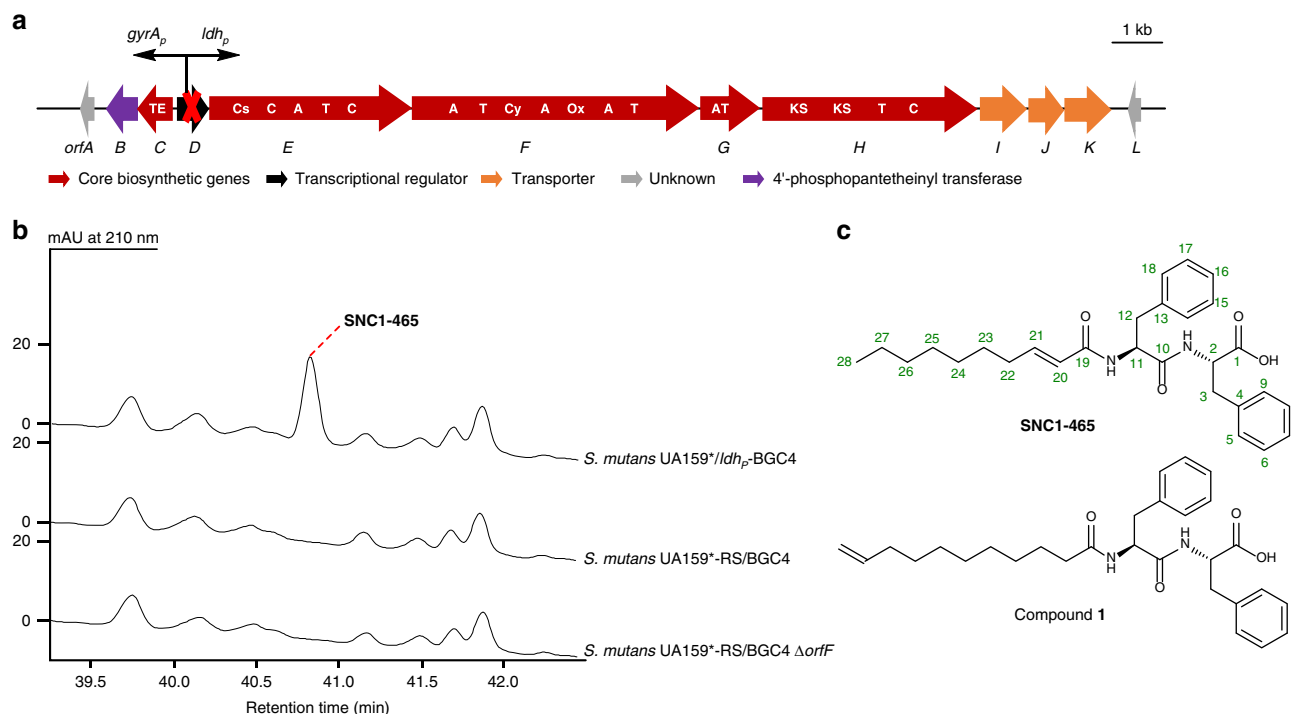 a
gyrAp ldhp
1 kb
TE Cs C A T C A T Cy A Ox A T AT KS KS T C
orfA B C D E F G H I J K L
Core biosynthetic genes Transcriptional regulator Transporter Unknown 4'-phosphopantetheinyl transferase
b
mAU at 210 nm
SNC1-465
20
0
S. mutans UA159*/ldhP-BGC4
20
0
S. mutans UA159*-RS/BGC4
20
0
S. mutans UA159*-RS/BGC4 ΔorfF
39.5 40.0 40.5 41.0 41.5 42.0
Retention time (min)
c
17
18 16
15
12 13
O O
27 25 23 21 10 H N 2
28 26 24 22 20 19 N H 11 O 1 OH
3 4 9
5
6
SNC1-465
O H N O
N H O OH
Compound 1